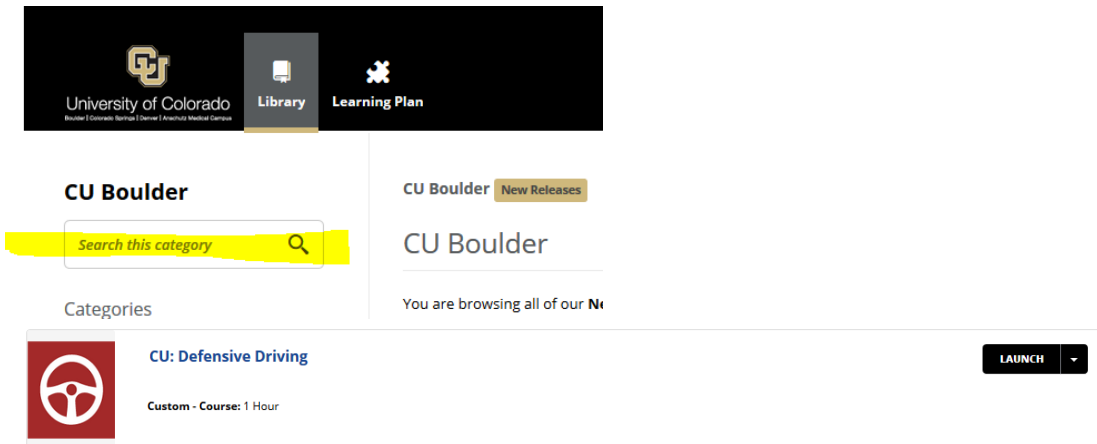 CU
University of Colorado
Boulder | Colorado Springs | Denver | Anschutz Medical Campus
Library
Learning Plan
CU Boulder
Search this category
Categories
CU Boulder New Releases
CU Boulder
You are browsing all of our
CU: Defensive Driving
Custom - Course: 1 Hour
LAUNCH